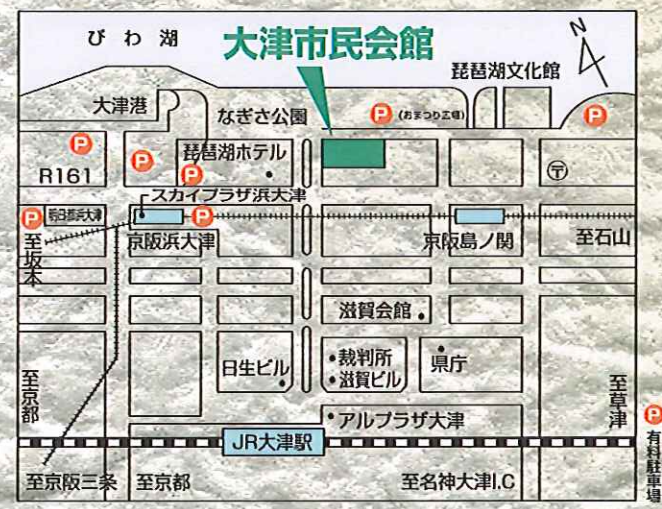 びわ湖
大津市民会館
N
琵琶湖文化館
大津港
なぎさ公園
P
(おまつり広場)
P
P
P
琵琶湖ホテル
P
R161
〒
スカイプラザ浜大津
P
明日都浜大津
P
至坂本
京阪浜大津
京阪島ノ関
至石山
滋賀会館
日生ビル
裁判所
滋賀ビル
県庁
至京都
至草津
アルプラザ大津
JR大津駅
P
有料駐車場
至京阪三条
至京都
至名神大津I.C